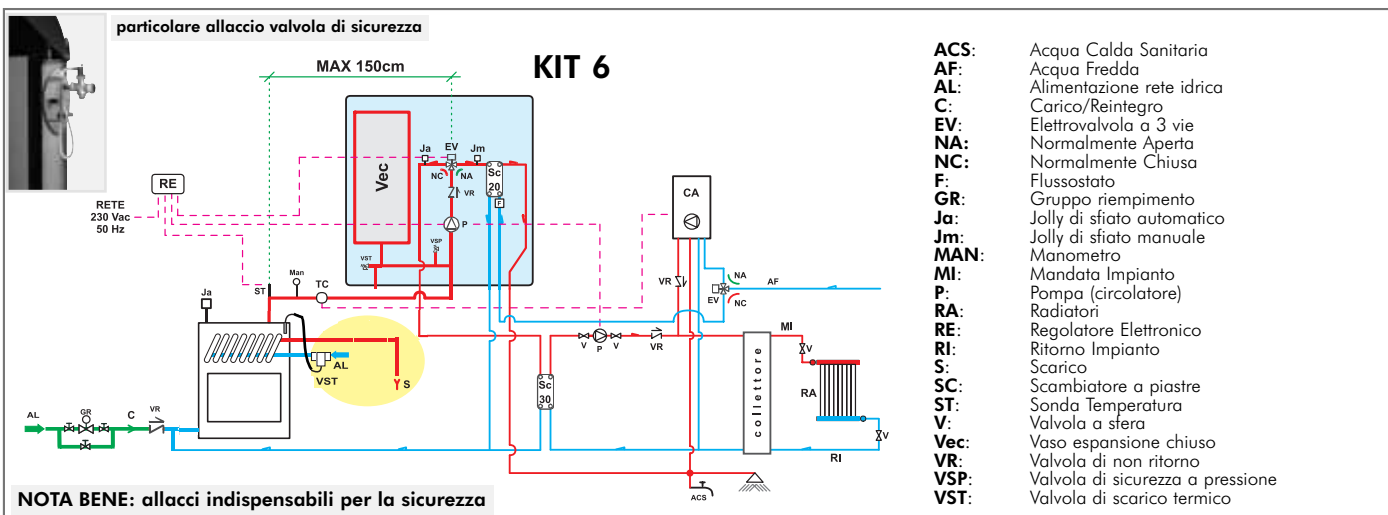 particolare allaccio valvola di sicurezza
KIT 6
MAX 150cm
Vec
Ja
EV
Jm
NC
NA
VR
Sc
20
F
P
VSP
VST
RE
RETE
230 Vac
50 Hz
CA
VR
NA
EV
NC
AF
Man
TC
ST
Ja
AL
VST
S
V
P
V
VR
MI
V
RA
V
RI
collettore
Sc
30
AL
GR
C
VR
ACS
NOTA BENE: allacci indispensabili per la sicurezza
ACS: Acqua Calda Sanitaria
AF: Acqua Fredda
AL: Alimentazione rete idrica
C: Carico/Reintegro
EV: Elettrovalvola a 3 vie
NA: Normalmente Aperta
NC: Normalmente Chiusa
F: Flussostato
GR: Gruppo riempimento
Ja: Jolly di sfiato automatico
Jm: Jolly di sfiato manuale
MAN: Manometro
MI: Mandata Impianto
P: Pompa (circolatore)
RA: Radiatori
RE: Regolatore Elettronico
RI: Ritorno Impianto
S: Scarico
SC: Scambiatore a piastre
ST: Sonda Temperatura
V: Valvola a sfera
Vec: Vaso espansione chiuso
VR: Valvola di non ritorno
VSP: Valvola di sicurezza a pressione
VST: Valvola di scarico termico